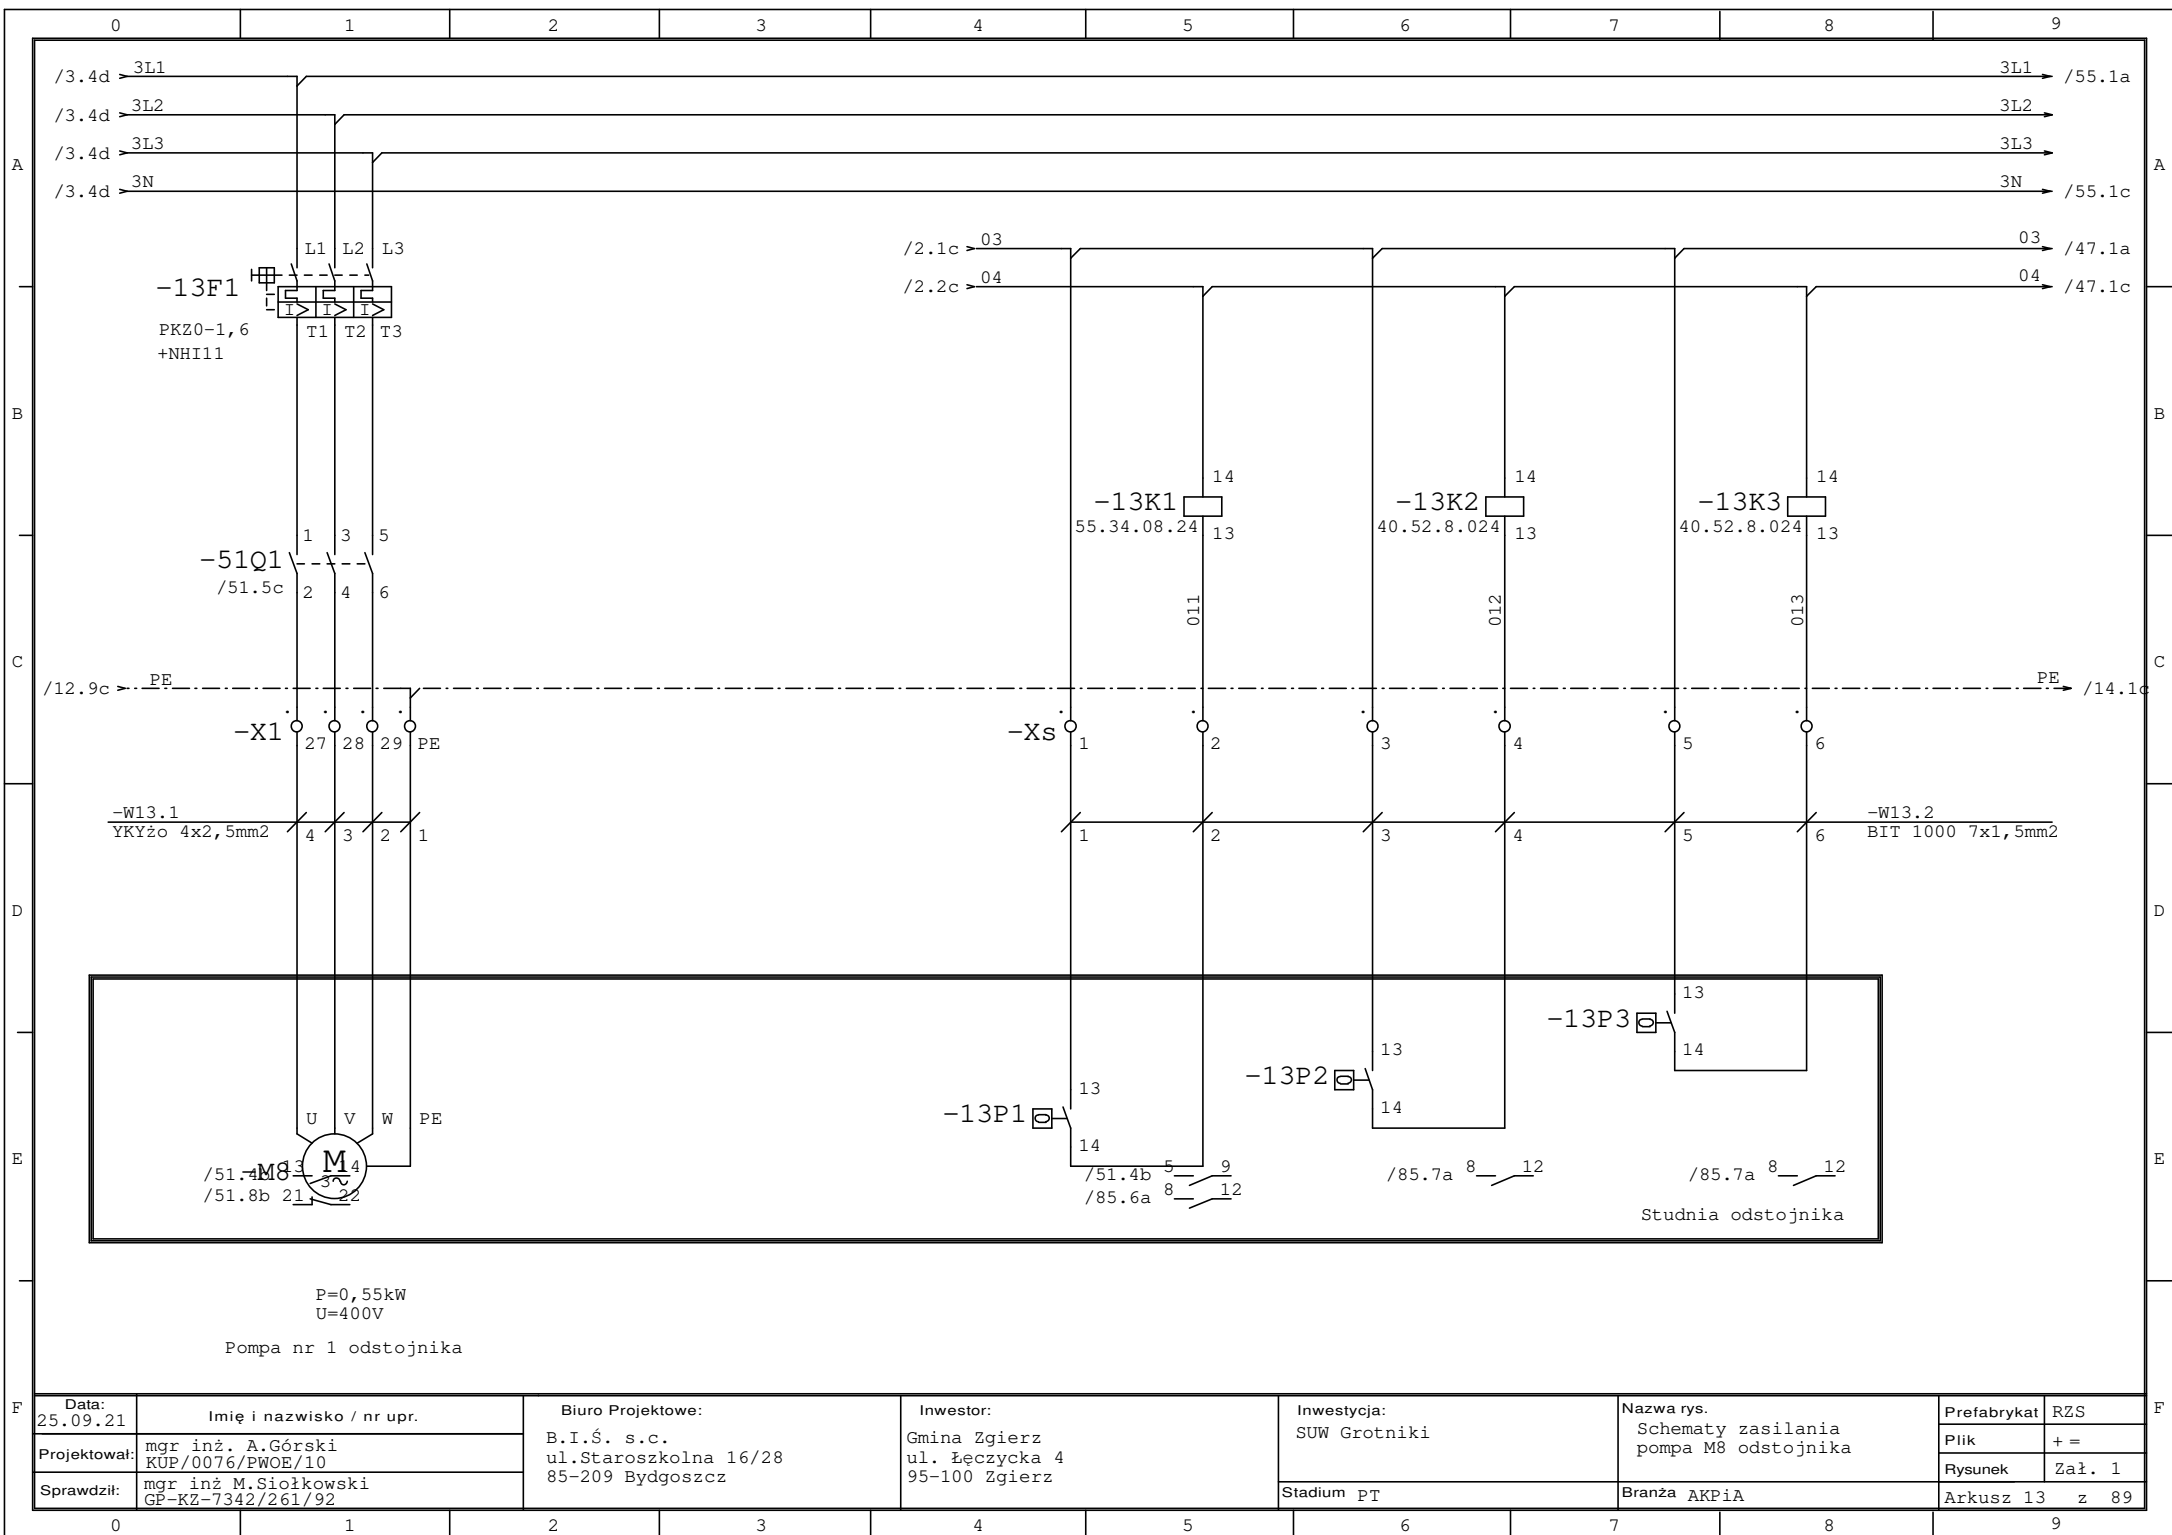 0 1 2 3 4 5 6 7 8 9
/3.4d 3L1 3L1 /55.1a
/3.4d 3L2 3L2
/3.4d 3L3 3L3
A A
/3.4d 3N 3N /55.1c
L1 L2 L3
/2.1c 03 03 /47.1a
/2.2c 04 04 /47.1c
-13F1
I> I> I>
PKZ0-1,6 T1 T2 T3
+NHI11
B B
14 14 14
-13K1 -13K2 -13K3
55.34.08.24 40.52.8.024 40.52.8.024
13 13 13
1 3 5
-51Q1
/51.5c 2 4 6
011 012 013
C C
/12.9c PE PE /14.1c
-X1 27 28 29 PE
-Xs 1 2 3 4 5 6
-W13.1
YKYżo 4x2,5mm2 4 3 2 1
1 2 3 4 5 6
-W13.2
BIT 1000 7x1,5mm2
D D
13
-13P3
14
13
-13P2
14
13
-13P1
14
U V W PE
E E
-M8 M 3~
/51.4b 13 14
/51.8b 21 22
/51.4b 5 9
/85.6a 8 12
/85.7a 8 12
/85.7a 8 12
Studnia odstojnika
P=0,55kW
U=400V
Pompa nr 1 odstojnika
F F
Data:
25.09.21
Imię i nazwisko / nr upr.
Projektował:
mgr inż. A.Górski
KUP/0076/PWOE/10
Sprawdził:
mgr inż M.Siołkowski
GP-KZ-7342/261/92
Biuro Projektowe:
B.I.Ś. s.c.
ul.Staroszkolna 16/28
85-209 Bydgoszcz
Inwestor:
Gmina Zgierz
ul. Łęczycka 4
95-100 Zgierz
Inwestycja:
SUW Grotniki
Stadium PT
Nazwa rys.
Schematy zasilania
pompa M8 odstojnika
Branża AKPiA
Prefabrykat RZS
Plik + =
Rysunek Zał. 1
Arkusz 13 z 89
0 1 2 3 4 5 6 7 8 9